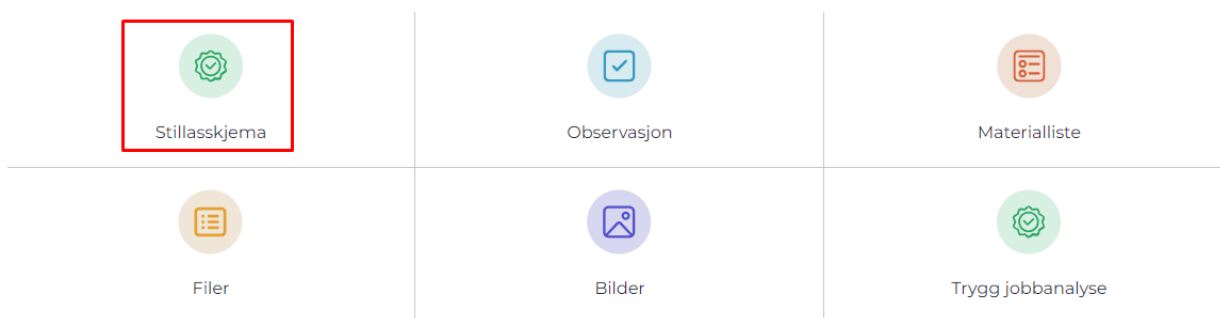 Stillasskjema
Observasjon
Materialliste
Filer
Bilder
Trygg jobbanalyse